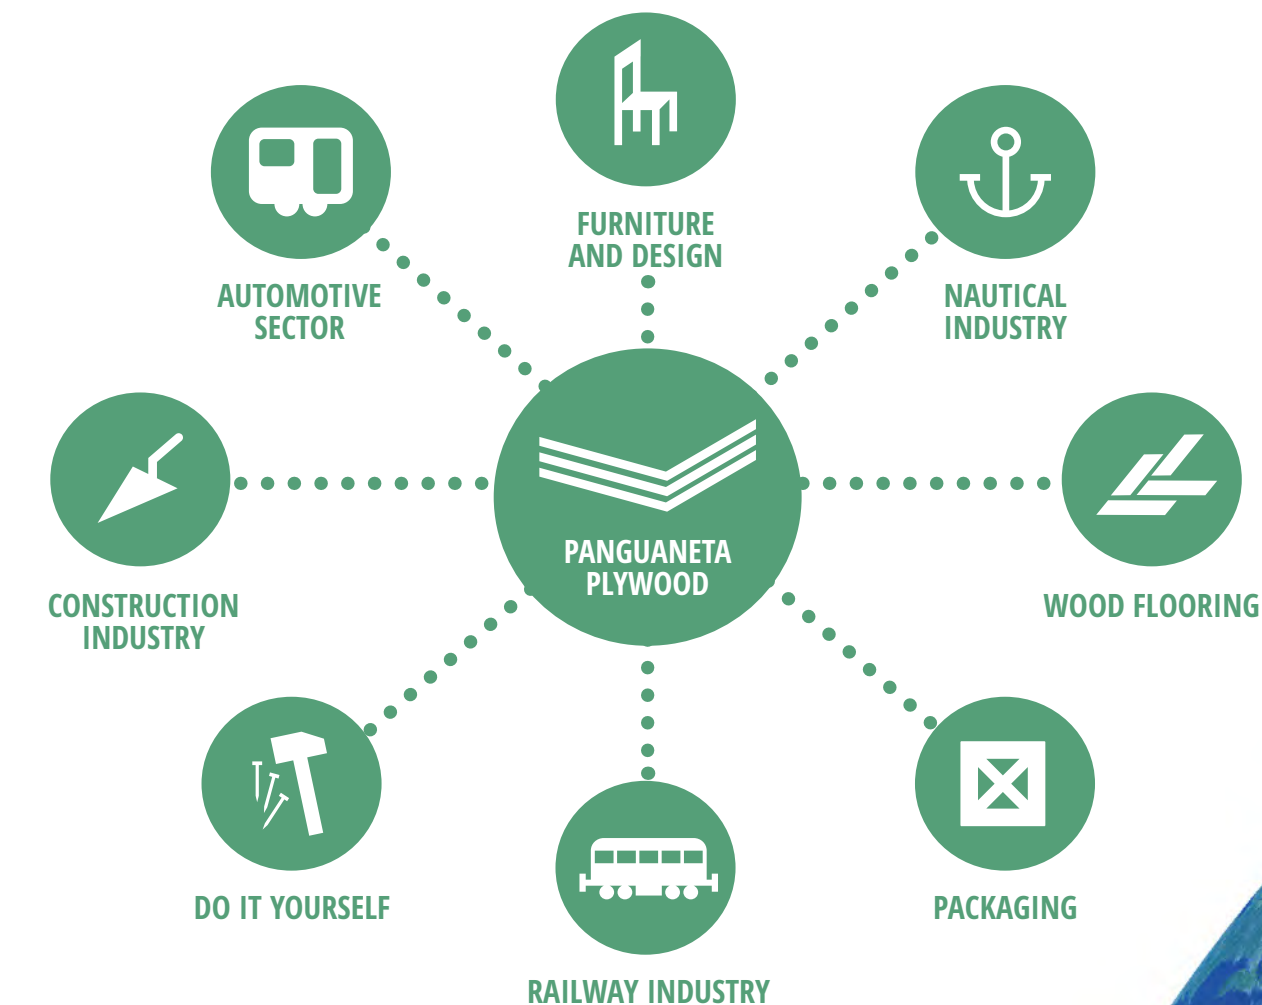 FURNITURE
AND DESIGN
AUTOMOTIVE
SECTOR
NAUTICAL
INDUSTRY
PANGUANETA
PLYWOOD
CONSTRUCTION
INDUSTRY
WOOD FLOORING
DO IT YOURSELF
PACKAGING
RAILWAY INDUSTRY